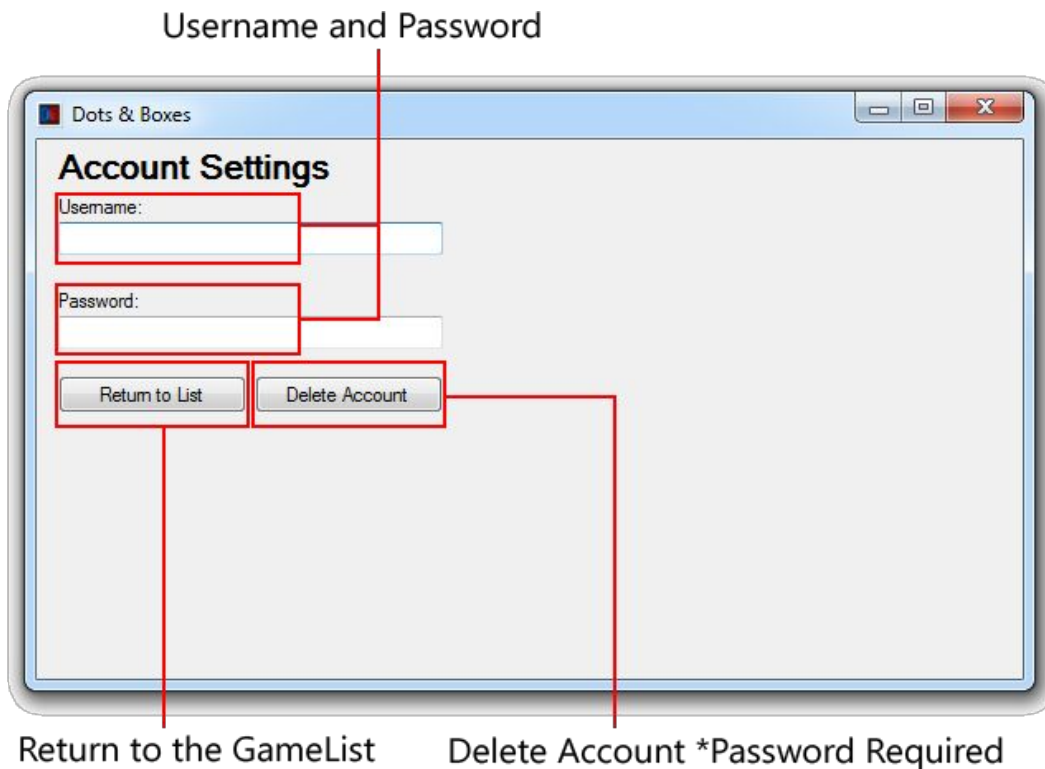 Username and Password
Dots & Boxes
Account Settings
Username:
Password:
Return to List
Delete Account
Return to the GameList
Delete Account *Password Required